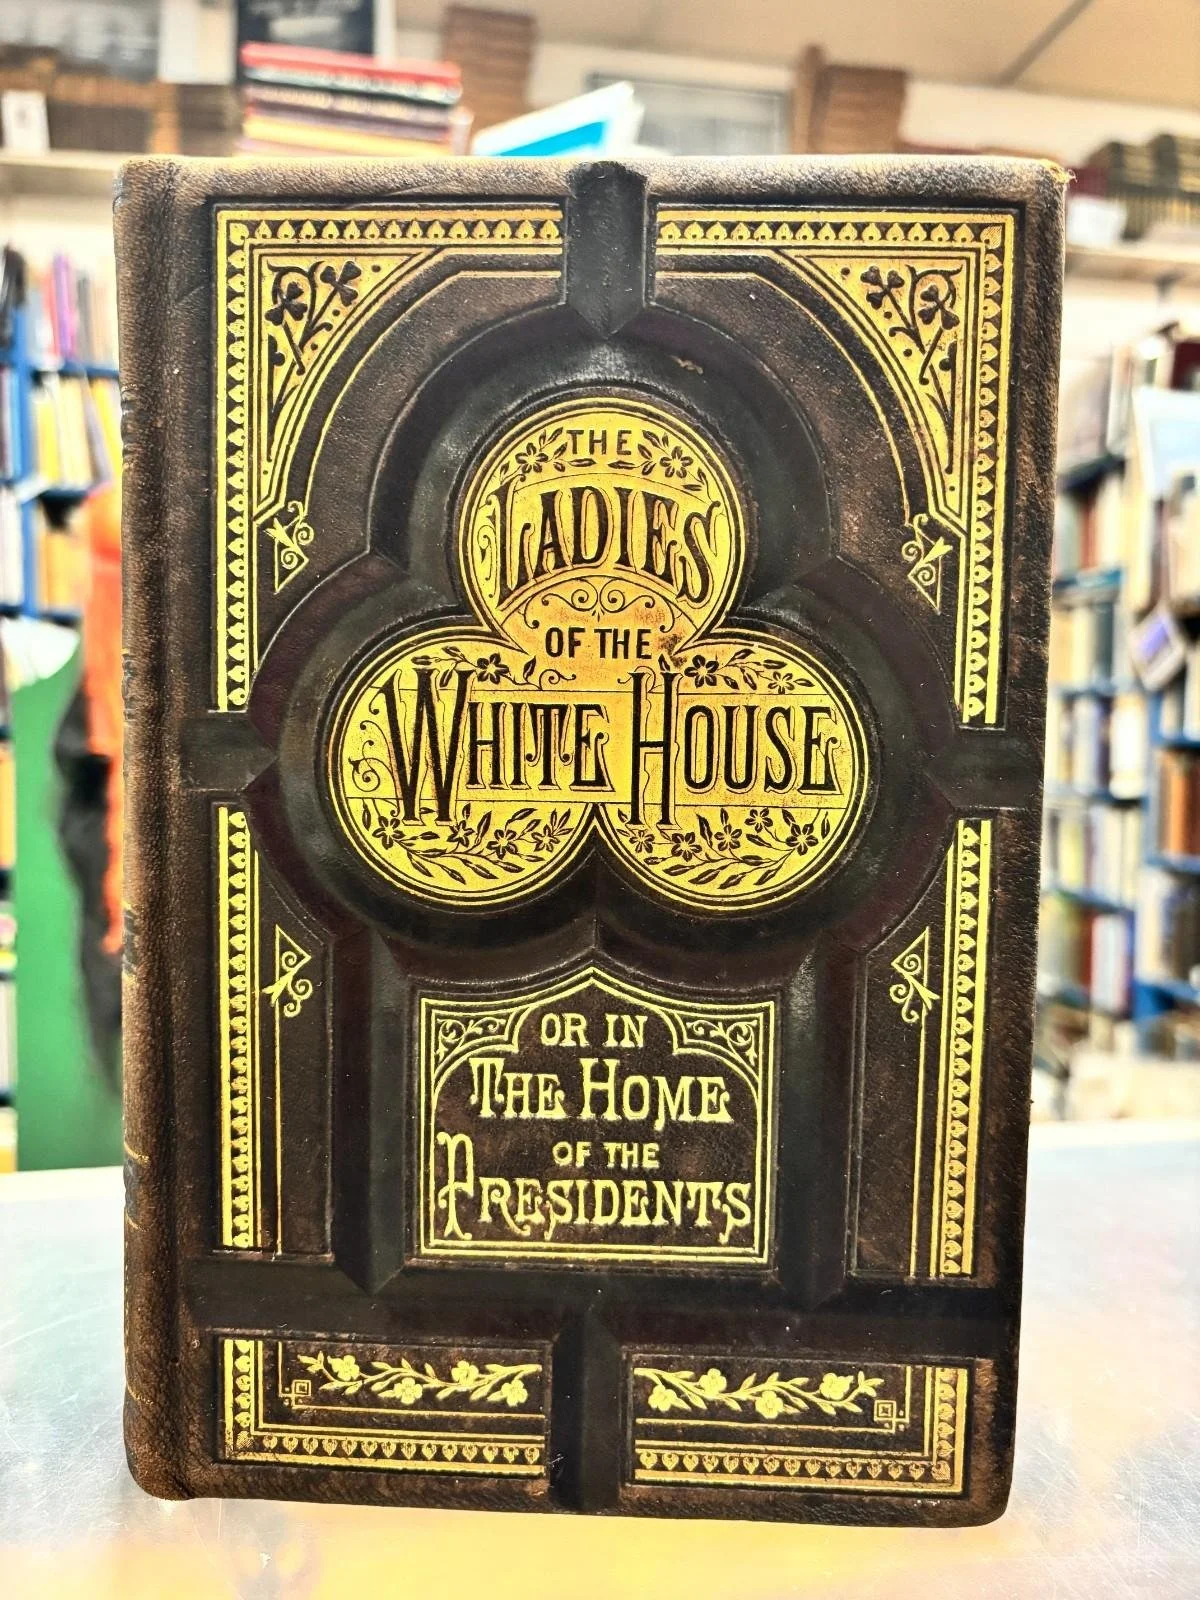 THE
LADIES
OF THE
WHITE HOUSE
OR IN
THE HOME
OF THE
PRESIDENTS